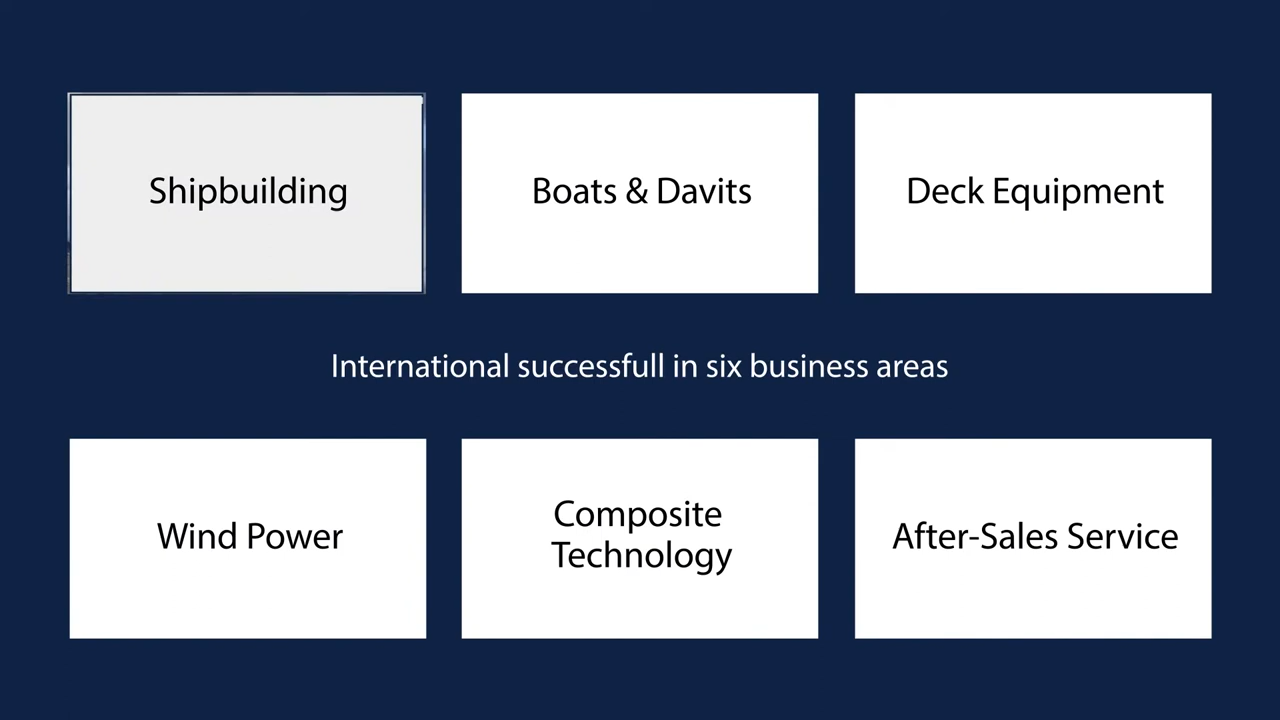 Shipbuilding
Boats & Davits
Deck Equipment
International successfull in six business areas
Wind Power
Composite
Technology
After-Sales Service